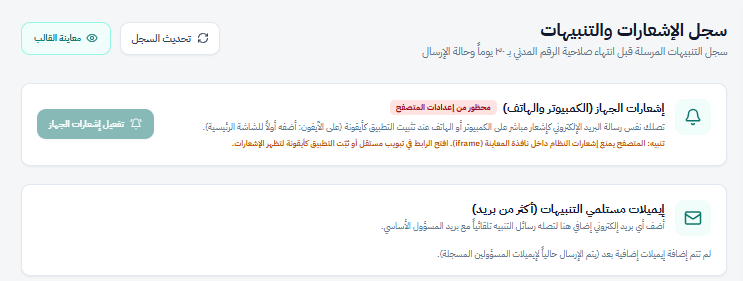 سجل الإشعارات والتنبيهات
سجل التنبيهات المرسلة قبل انتهاء صلاحية الرقم المدني بـ ٣٠ يوماً وحالة الإرسال
تحديث السجل
معاينة القالب
إشعارات الجهاز (الكمبيوتر والهاتف)
محظور من إعدادات المتصفح
تصلك نفس رسالة البريد الإلكتروني كإشعار مباشر على الكمبيوتر أو الهاتف عند تثبيت التطبيق كأيقونة (على الآيفون: أضفه أولاً للشاشة الرئيسية).
تنبيه: المتصفح يمنع إشعارات النظام داخل نافذة المعاينة (iframe). افتح الرابط في تبويب مستقل أو ثبّت التطبيق كأيقونة لتظهر الإشعارات.
تفعيل إشعارات الجهاز
إيميلات مستلمي التنبيهات (أكثر من بريد)
أضف أي بريد إلكتروني إضافي هنا لتصله رسائل التنبيه تلقائياً مع بريد المسؤول الأساسي.
لم تتم إضافة إيميلات إضافية بعد (يتم الإرسال حالياً لإيميلات المسؤولين المسجلة).